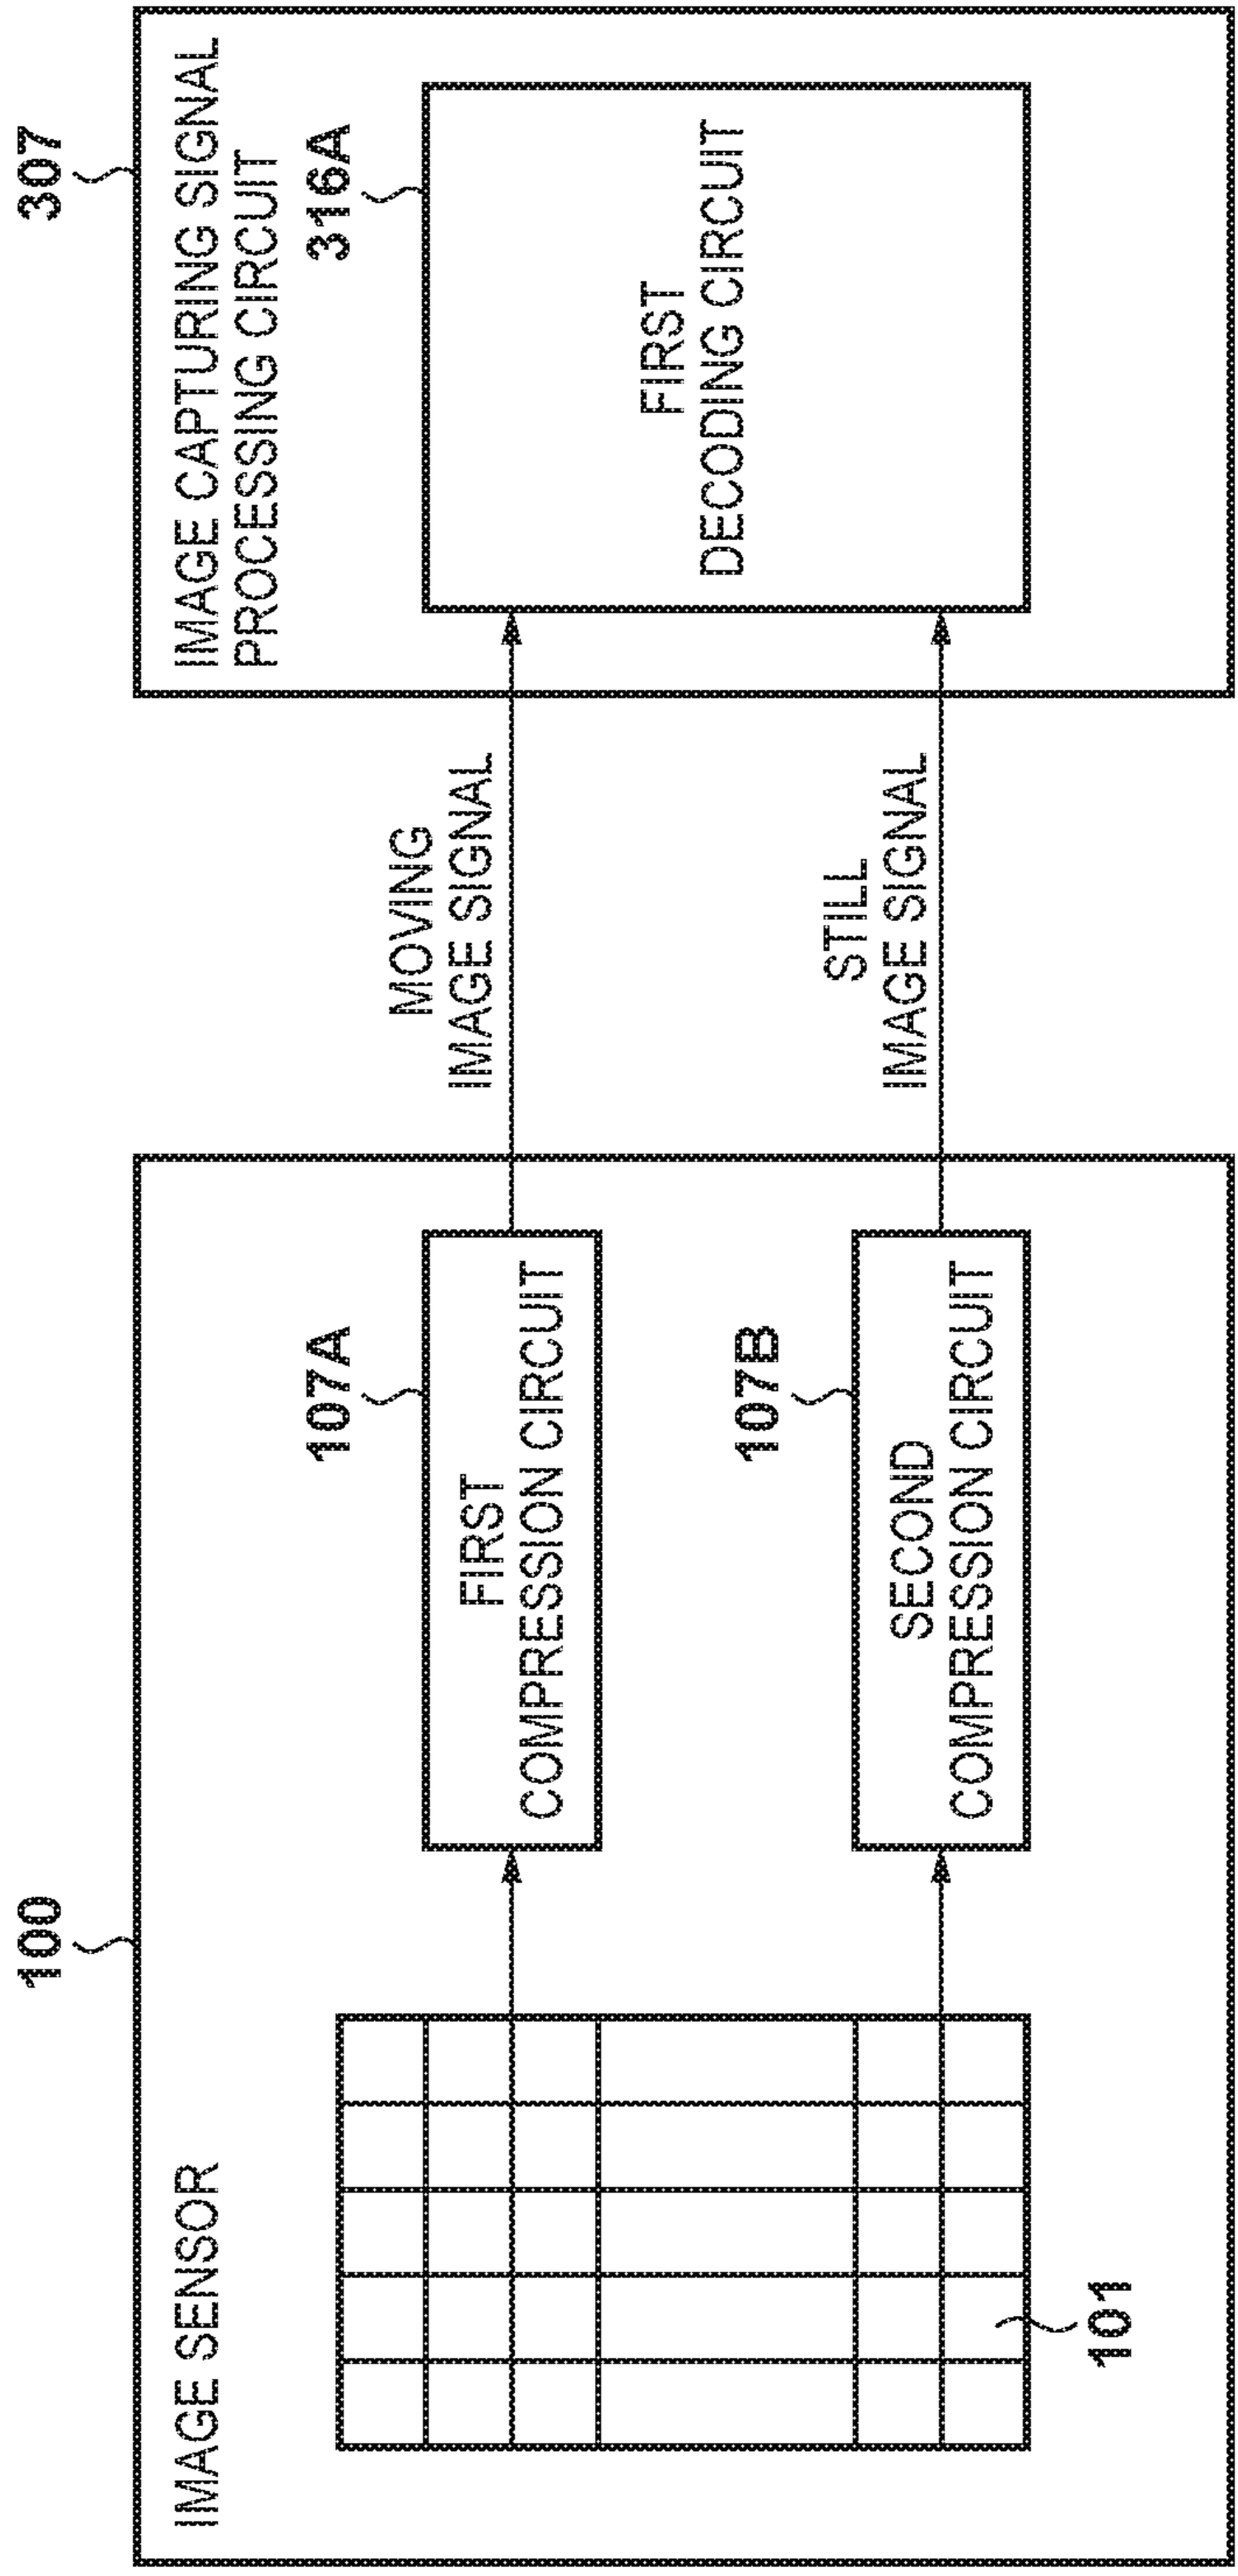 100
IMAGE SENSOR
101
107A
FIRST
COMPRESSION CIRCUIT
107B
SECOND
COMPRESSION CIRCUIT
MOVING
IMAGE SIGNAL
STILL
IMAGE SIGNAL
307
IMAGE CAPTURING SIGNAL
PROCESSING CIRCUIT
316A
FIRST
DECODING CIRCUIT